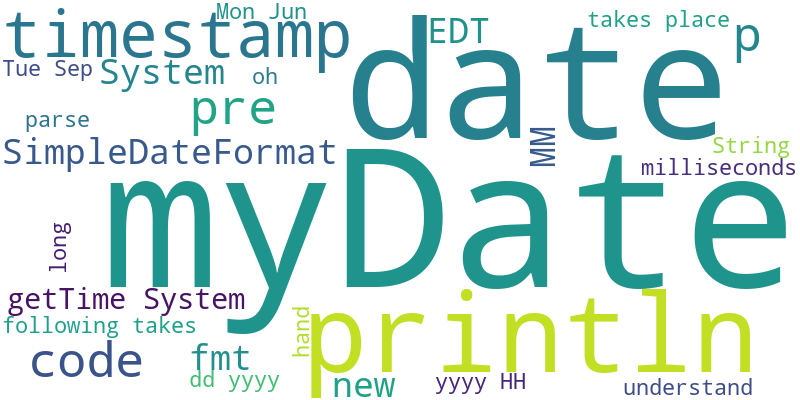 Mon Jun
timestamp
EDT
takes place
p
date
Tue Sep
System
oh
pre
parse
SimpleDateFormat
MM
String
milliseconds
myDate
long
getTime System
println
following takes
hand
code
fmt
dd yyyy
new
yyyy HH
understand